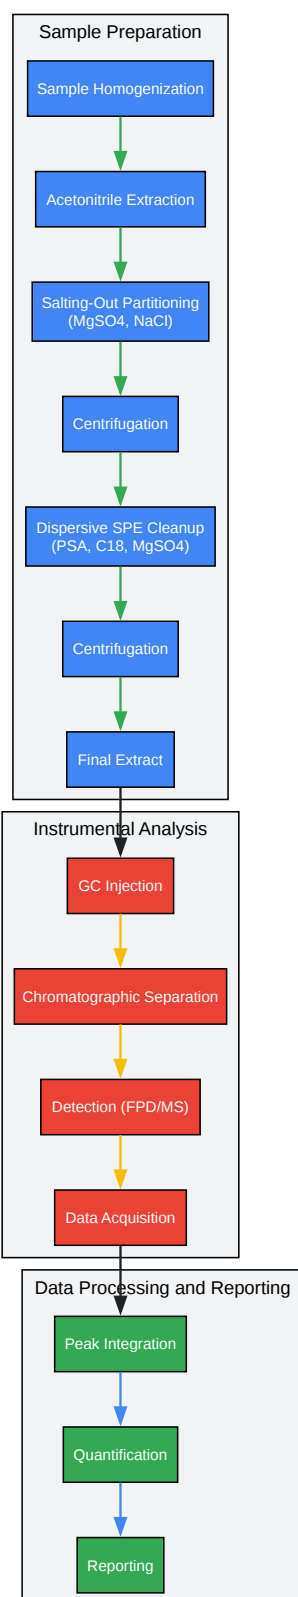 Sample Preparation
Sample Homogenization
Acetonitrile Extraction
Salting-Out Partitioning
(MgSO4, NaCl)
Centrifugation
Dispersive SPE Cleanup
(PSA, C18, MgSO4)
Centrifugation
Final Extract
Instrumental Analysis
GC Injection
Chromatographic Separation
Detection (FPD/MS)
Data Acquisition
Data Processing and Reporting
Peak Integration
Quantification
Reporting